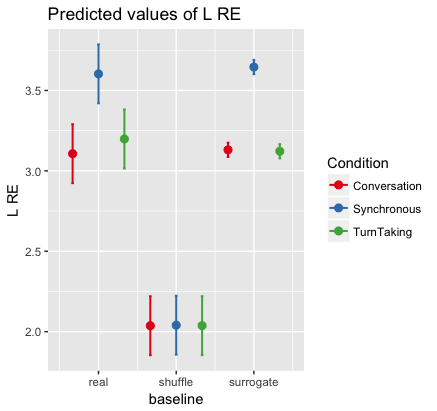 Predicted values of L RE
L RE
3.5
3.0
2.5
2.0
real
shuffle
surrogate
baseline
Condition
Conversation
Synchronous
TurnTaking